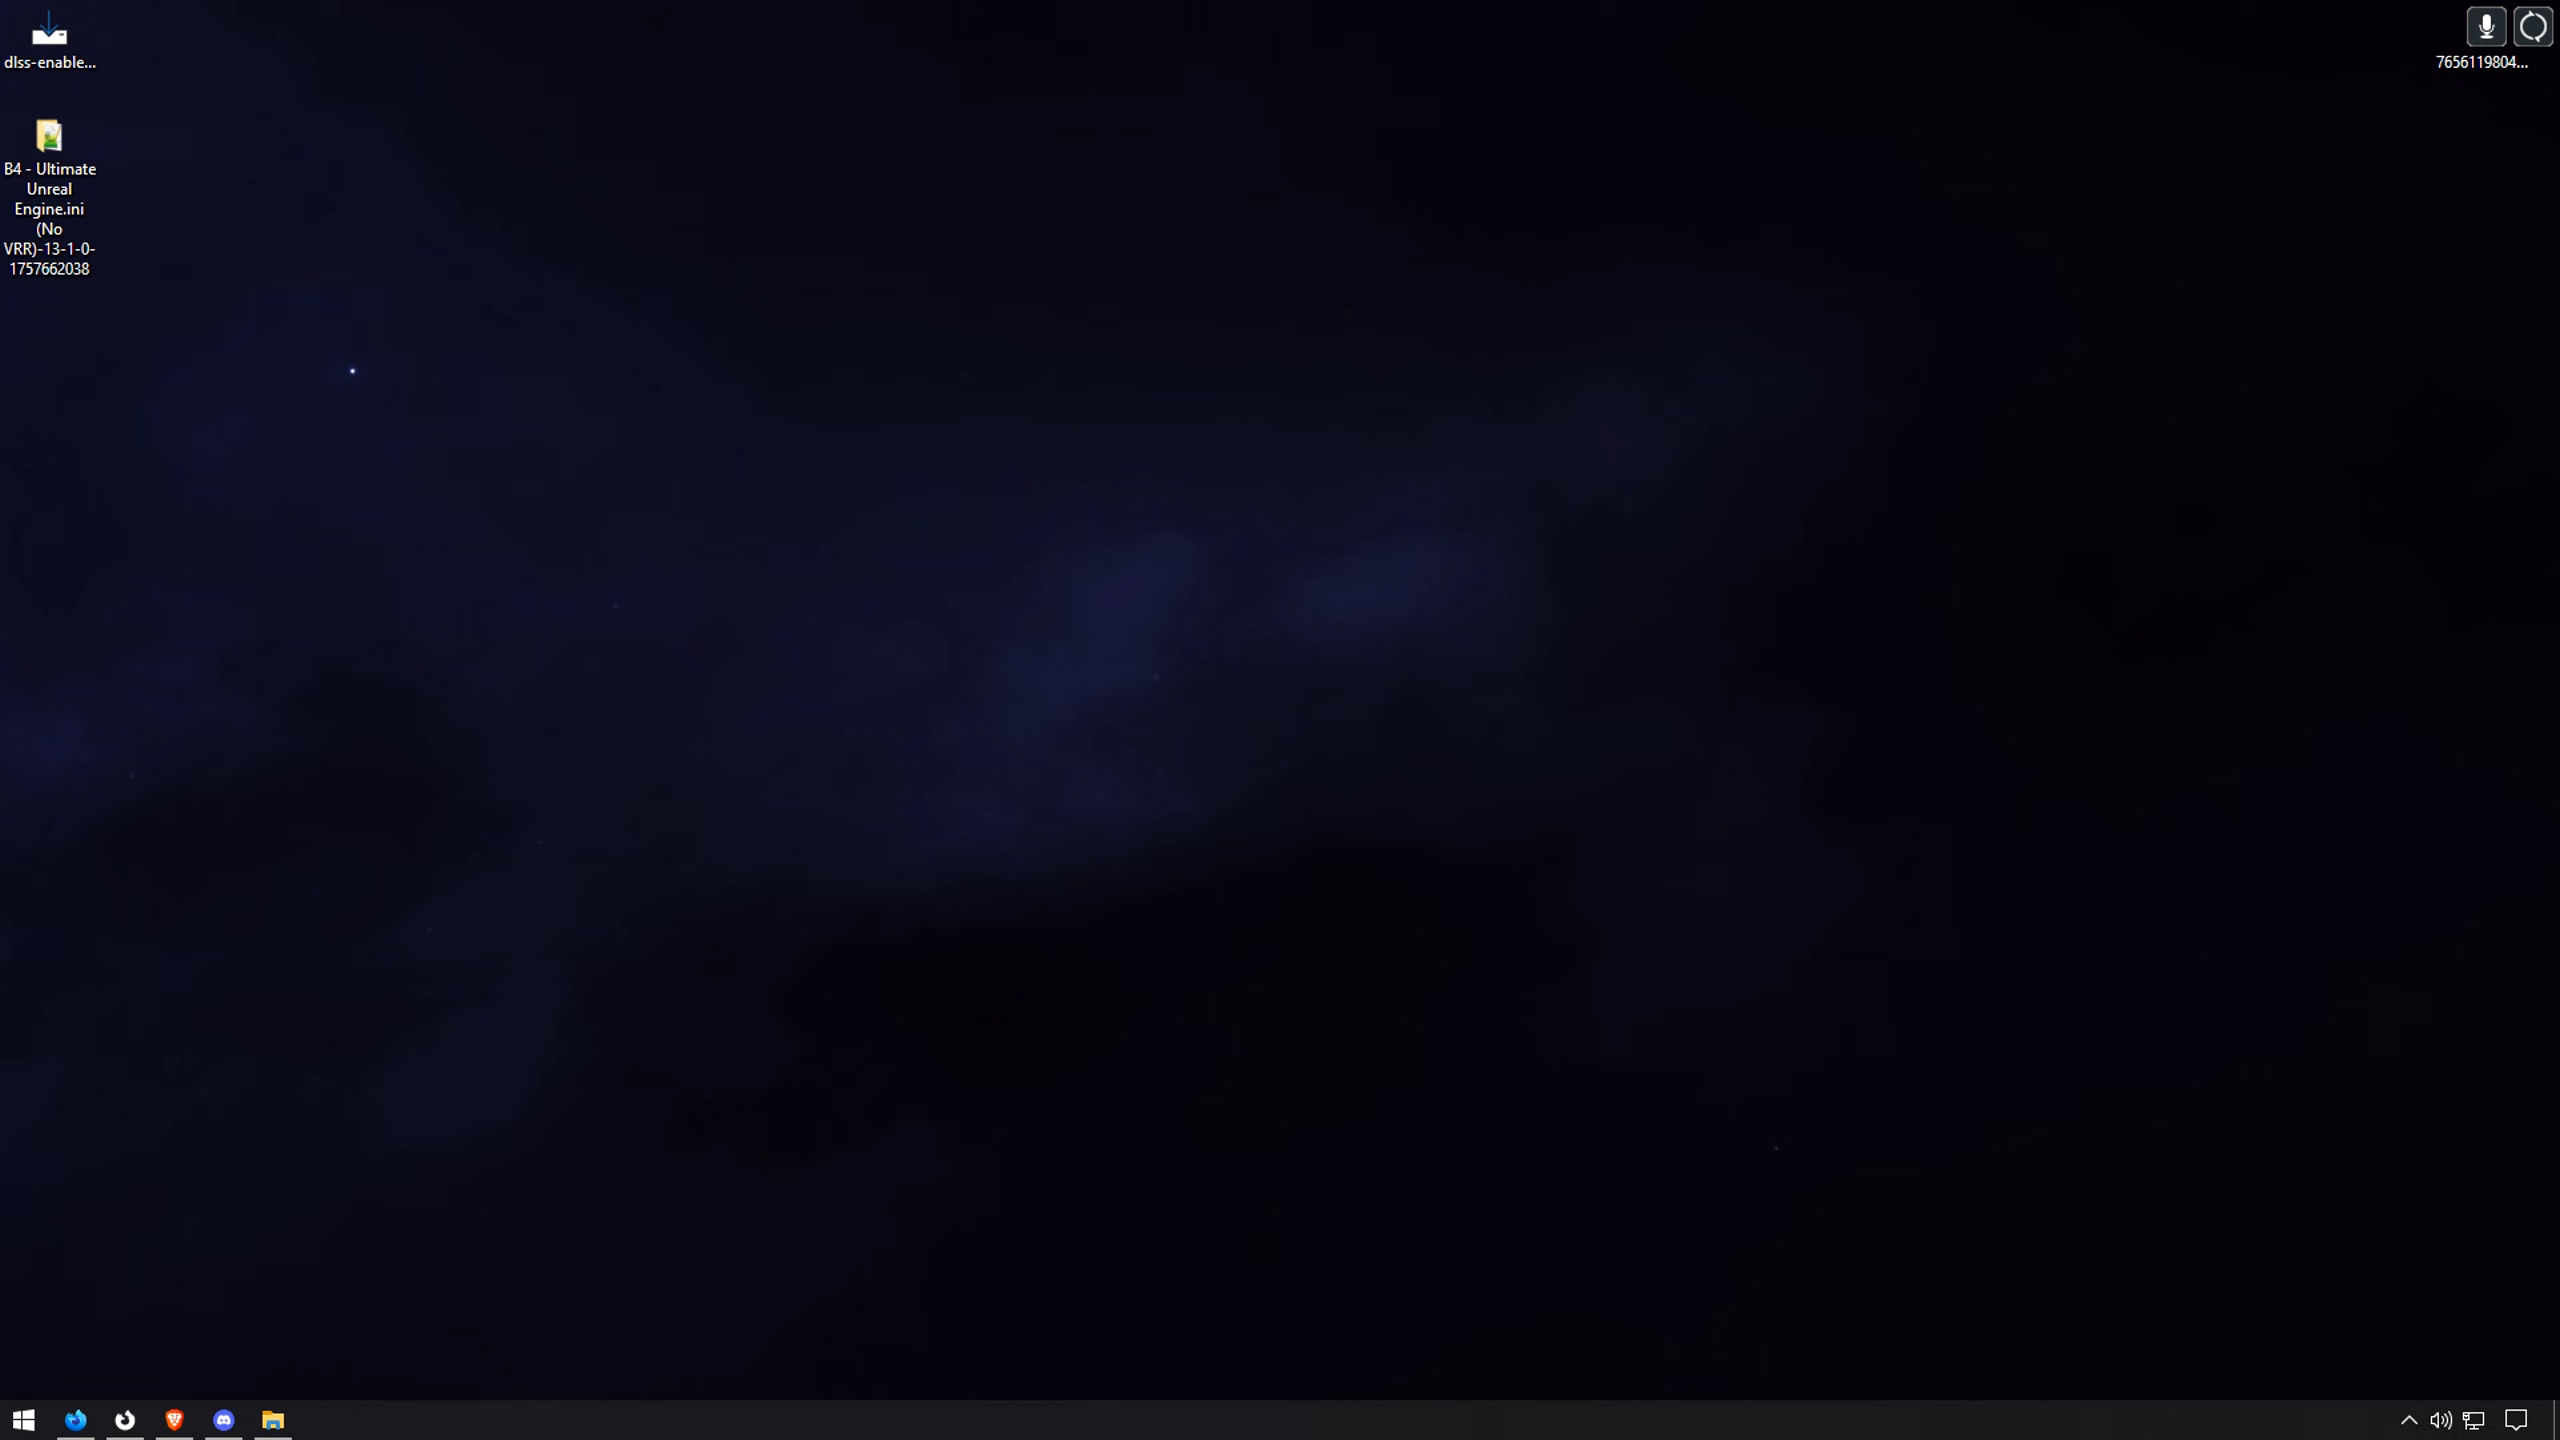 dlss-enable...
7656119804...
B4 - Ultimate
Unreal
Engine.ini
(No
VRR)-13-1-0-
1757662038